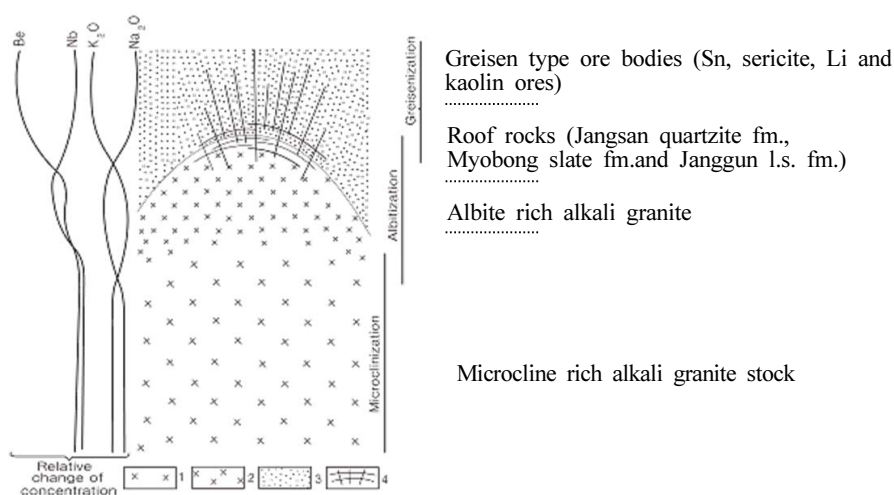 Be
Nb
K₂O
Na₂O
Greisenization
Albitization
Microclinization
Greisen type ore bodies (Sn, sericite, Li and
kaolin ores)
Roof rocks (Jangsan quartzite fm.,
Myobong slate fm.and Janggun l.s. fm.)
Albite rich alkali granite
Microcline rich alkali granite stock
Relative
change of
concentration
1
2
3
4